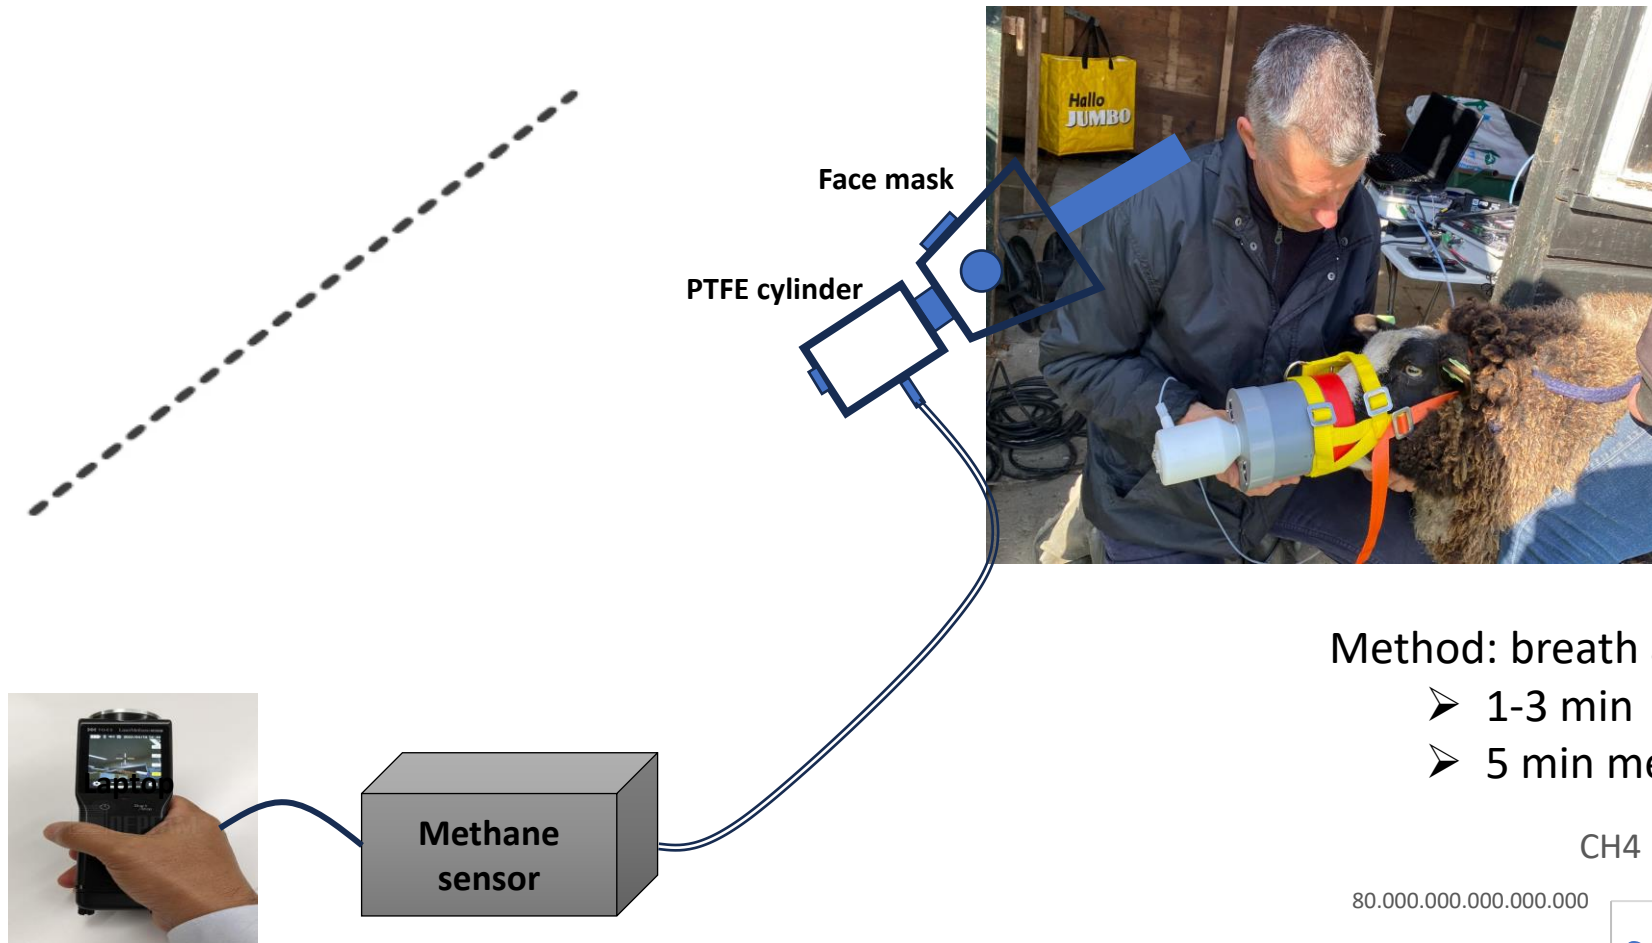 Hallo
JUMBO
Face mask
PTFE cylinder
Method: breath
1-3 min
5 min me
Laptop
Methane
sensor
CH4
80.000.000.000.000.000